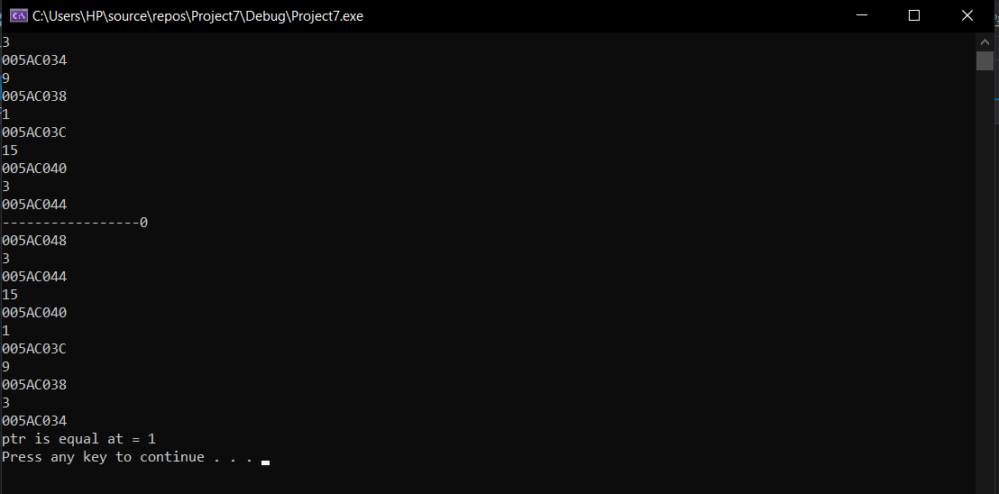 C:\Users\HP\source\repos\Project7\Debug\Project7.exe
3
005AC034
9
005AC038
1
005AC03C
15
005AC040
3
005AC044
-----------------0
005AC048
3
005AC044
15
005AC040
1
005AC03C
9
005AC038
3
005AC034
ptr is equal at = 1
Press any key to continue . . .